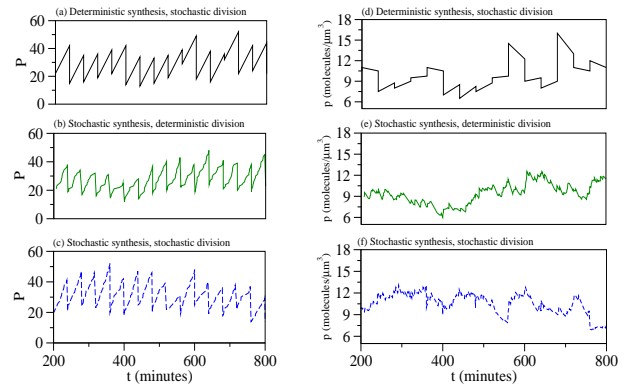 (a) Deterministic synthesis, stochastic division
60
40
20
0
P
(b) Stochastic synthesis, deterministic division
60
40
20
0
P
(c) Stochastic synthesis, stochastic division
60
40
20
0
P
200 400 600 800
t (minutes)
(d) Deterministic synthesis, stochastic division
18
15
12
9
6
p (molecules/μm³)
(e) Stochastic synthesis, deterministic division
18
15
12
9
6
p (molecules/μm³)
(f) Stochastic synthesis, stochastic division
18
15
12
9
6
p (molecules/μm³)
200 300 400 500 600 700 800
t (minutes)